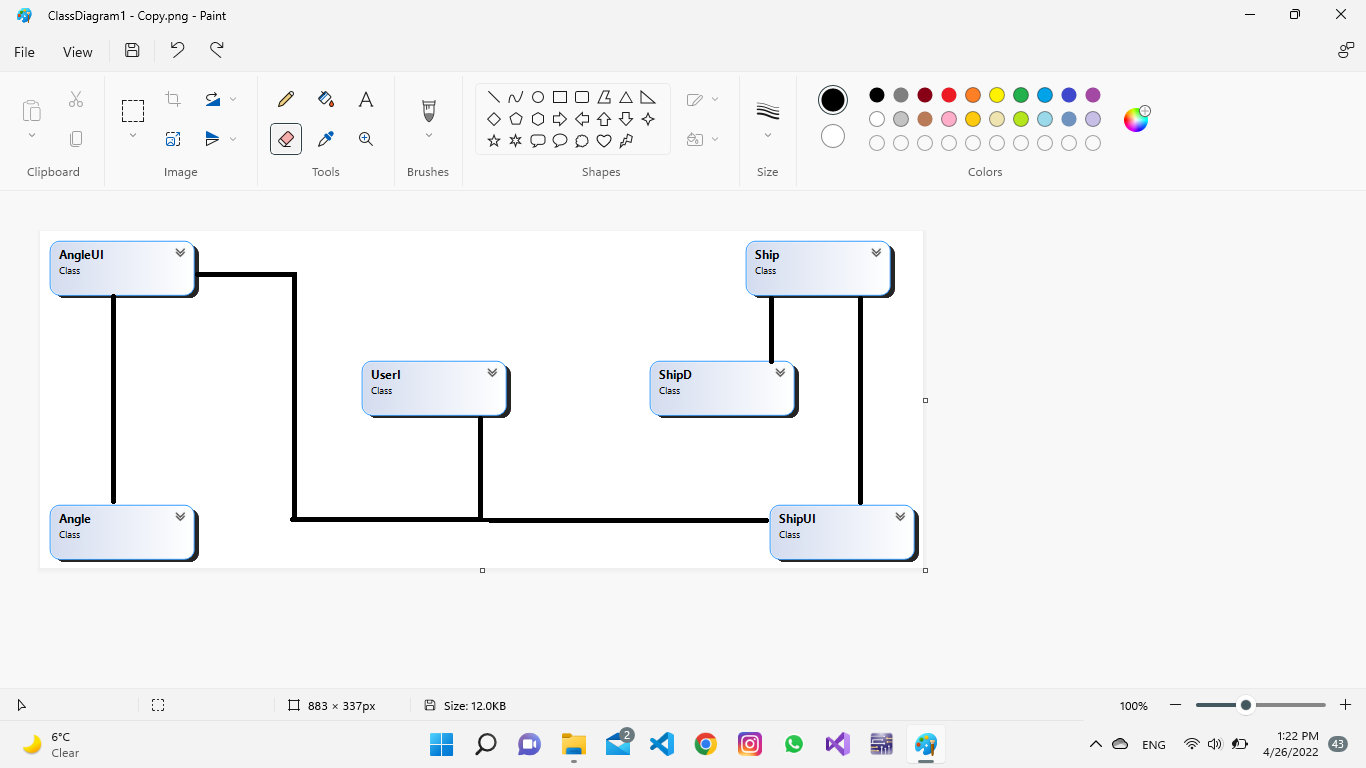 ClassDiagram1 - Copy.png - Paint
File View
Clipboard Image Tools Brushes Shapes Size Colors
AngleUI
Class
Ship
Class
UserI
Class
ShipD
Class
Angle
Class
ShipUI
Class
883 × 337px Size: 12.0KB 100%
6°C
Clear
2
ENG
1:22 PM
4/26/2022
43